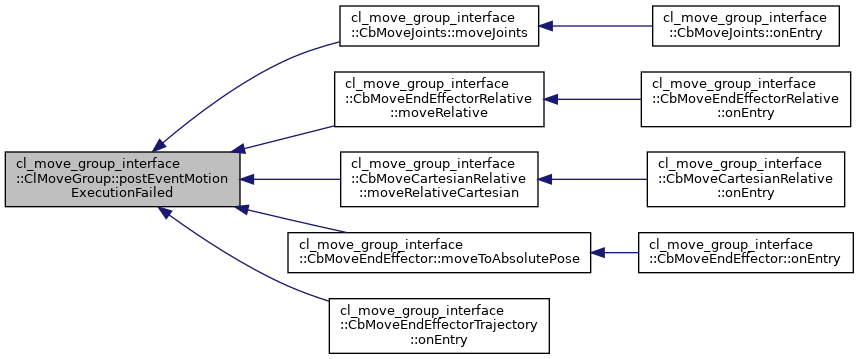 cl_move_group_interface
::ClMoveGroup::postEventMotion
ExecutionFailed
cl_move_group_interface
::CbMoveJoints::moveJoints
cl_move_group_interface
::CbMoveJoints::onEntry
cl_move_group_interface
::CbMoveEndEffectorRelative
::moveRelative
cl_move_group_interface
::CbMoveEndEffectorRelative
::onEntry
cl_move_group_interface
::CbMoveCartesianRelative
::moveRelativeCartesian
cl_move_group_interface
::CbMoveCartesianRelative
::onEntry
cl_move_group_interface
::CbMoveEndEffector::moveToAbsolutePose
cl_move_group_interface
::CbMoveEndEffector::onEntry
cl_move_group_interface
::CbMoveEndEffectorTrajectory
::onEntry